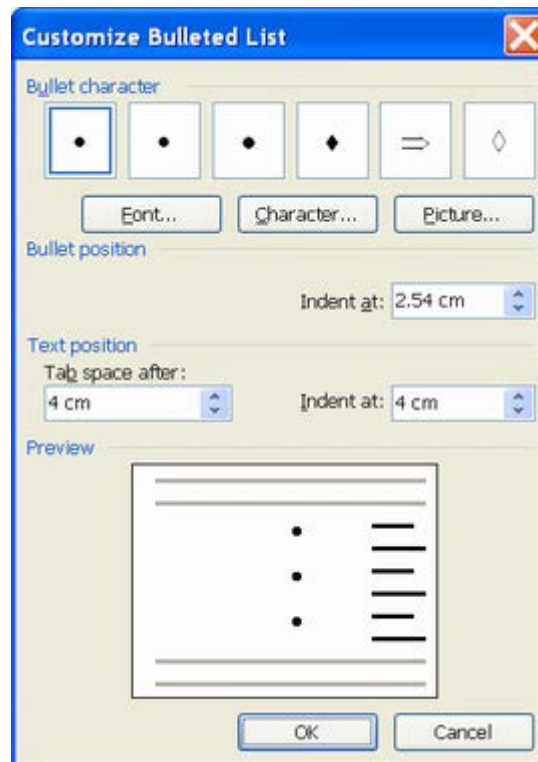 Customize Bulleted List
Bullet character
Font... Character... Picture...
Bullet position
Indent at: 2.54 cm
Text position
Tab space after:
4 cm Indent at: 4 cm
Preview
OK Cancel